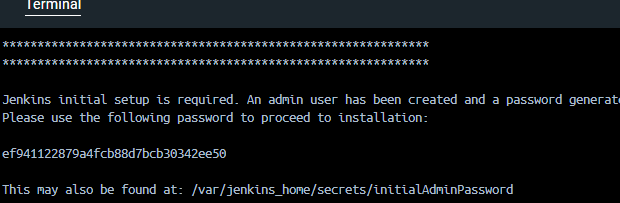 Terminal
*************************************************************
*************************************************************
Jenkins initial setup is required. An admin user has been created and a password generate
Please use the following password to proceed to installation:
ef941122879a4fcb88d7bcb30342ee50
This may also be found at: /var/jenkins_home/secrets/initialAdminPassword